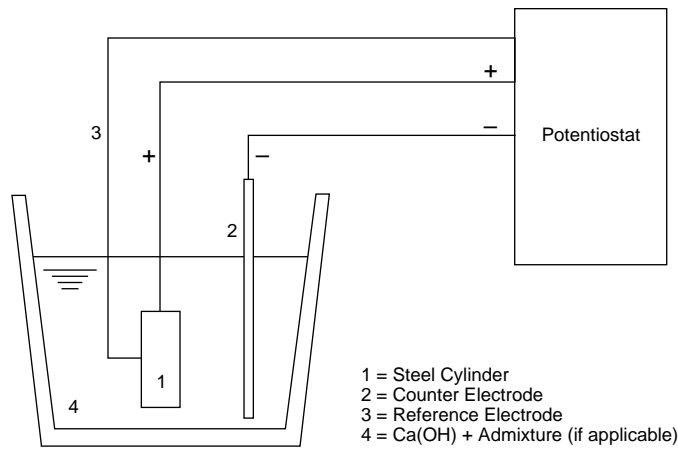 +
3
–
Potentiostat
+
–
2
1
4
1 = Steel Cylinder
2 = Counter Electrode
3 = Reference Electrode
4 = Ca(OH) + Admixture (if applicable)